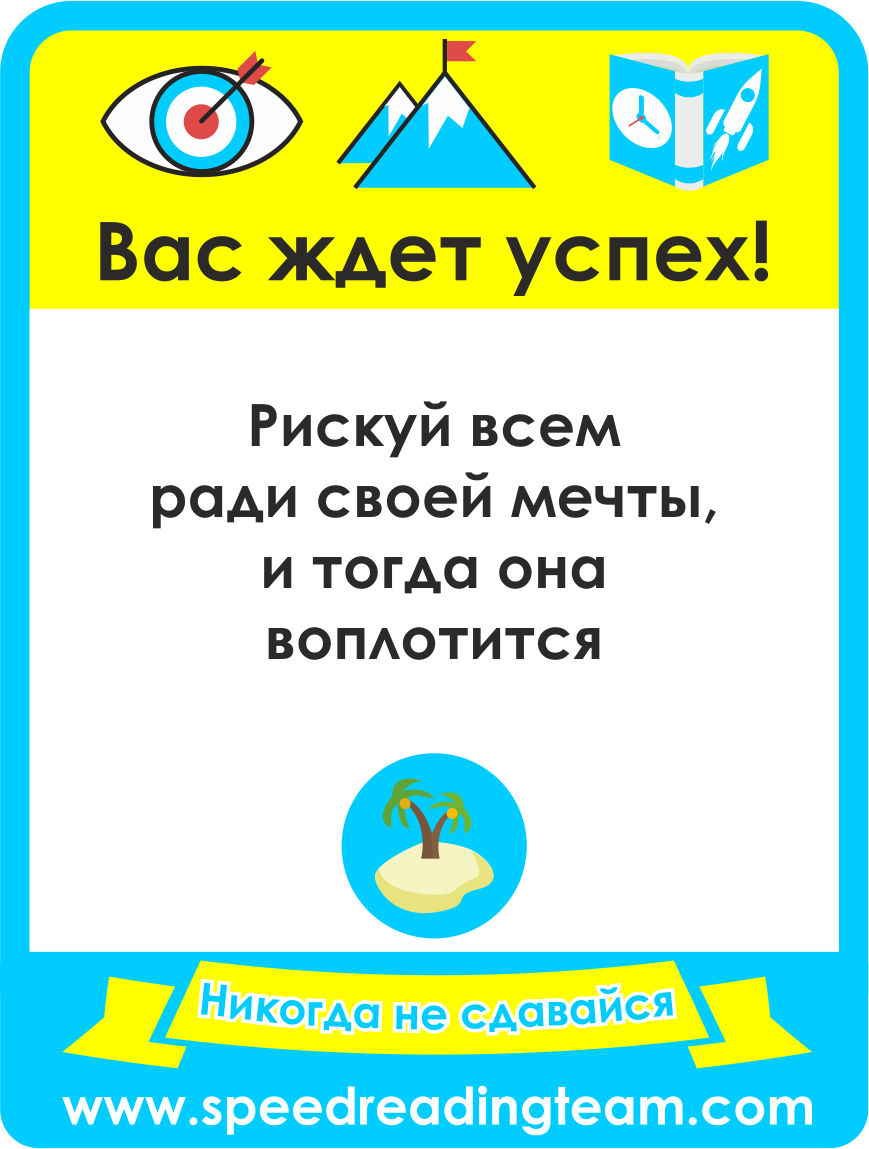 Вас ждет успех!
Рискуй всем
ради своей мечты,
и тогда она
воплотится
Никогда не сдавайся
www.speedreadingteam.com